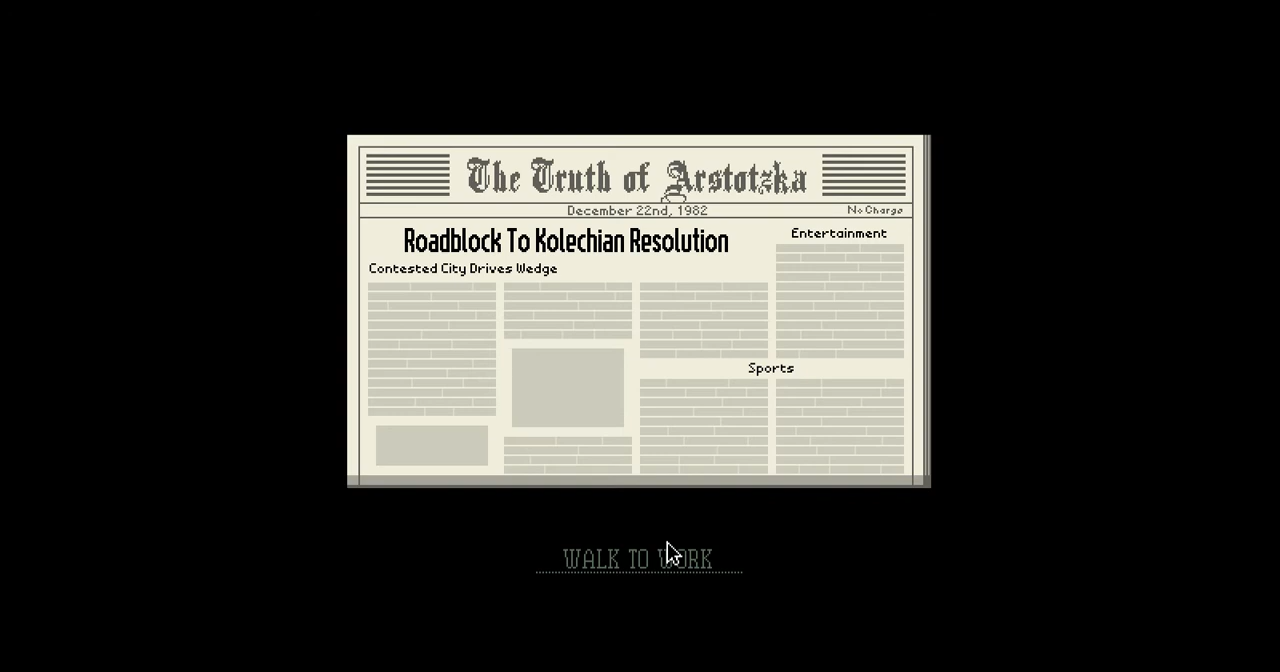 The Truth of Arstotzka
December 22nd, 1982
No Charge
Roadblock To Kolechian Resolution
Entertainment
Contested City Drives Wedge
Sports
WALK TO WORK